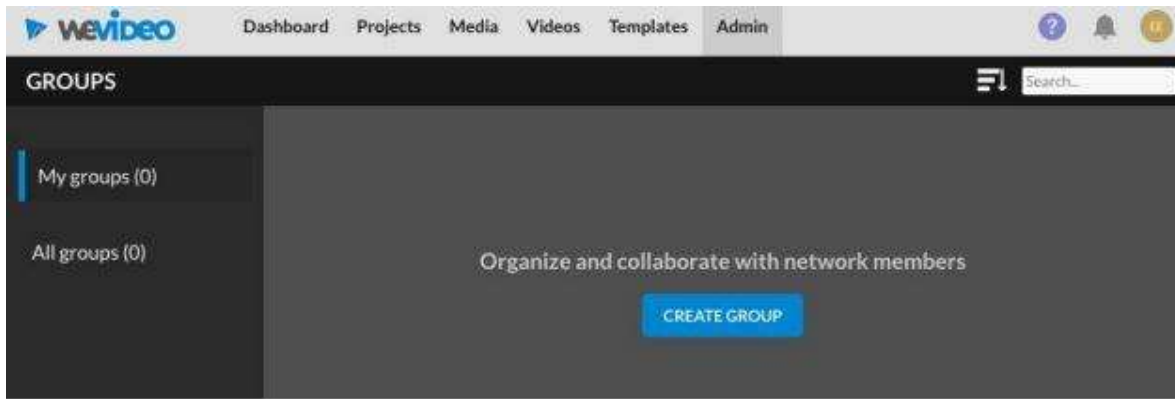 WEVIDEO Dashboard Projects Media Videos Templates Admin ?
GROUPS Search...
My groups (0)
All groups (0)
Organize and collaborate with network members
CREATE GROUP